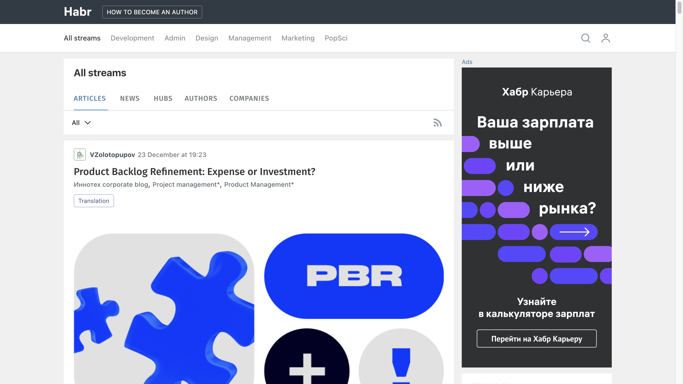 Habr
HOW TO BECOME AN AUTHOR
All streams Development Admin Design Management Marketing PopSci
Ads
All streams
ARTICLES NEWS HUBS AUTHORS COMPANIES
All
VZolotopupov 23 December at 19:23
Product Backlog Refinement: Expense or Investment?
Иннотех corporate blog, Project management*, Product Management*
Translation
PBR
+
!
Хабр Карьера
Ваша зарплата
выше
или
ниже
рынка?
Узнайте
в калькуляторе зарплат
Перейти на Хабр Карьеру